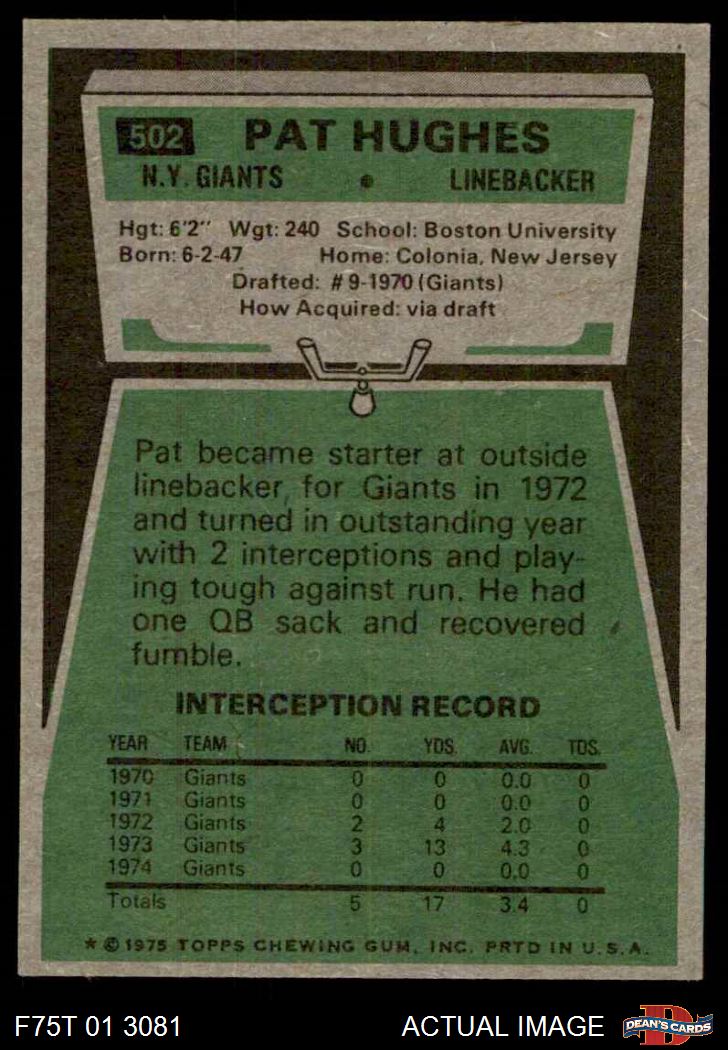 502 PAT HUGHES
N.Y. GIANTS • LINEBACKER
Hgt: 6'2" Wgt: 240 School: Boston University
Born: 6-2-47 Home: Colonia, New Jersey
Drafted: #9-1970 (Giants)
How Acquired: via draft
Pat became starter at outside
linebacker for Giants in 1972
and turned in outstanding year
with 2 interceptions and play-
ing tough against run. He had
one QB sack and recovered
fumble.
INTERCEPTION RECORD
YEAR TEAM NO. YDS. AVG. TDS.
1970 Giants 0 0 0.0 0
1971 Giants 0 0 0.0 0
1972 Giants 2 4 2.0 0
1973 Giants 3 13 4.3 0
1974 Giants 0 0 0.0 0
Totals 5 17 3.4 0
★ © 1975 TOPPS CHEWING GUM, INC. PRTD IN U.S.A.
F75T 01 3081 ACTUAL IMAGE DEAN'S CARDS